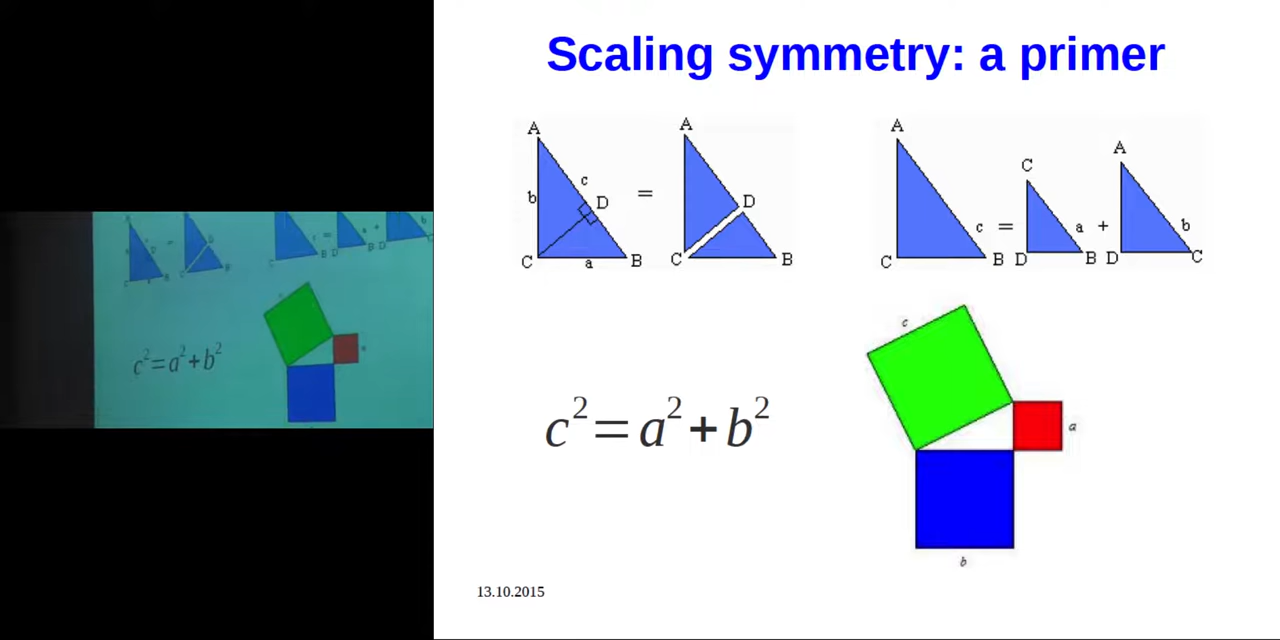 Scaling symmetry: a primer
A
c
b
D
C
a
B
=
A
D
C
B
A
c
C
B
=
C
a
D
B
+
A
b
D
C
c
a
b
c²=a²+b²
13.10.2015
c²=a²+b²